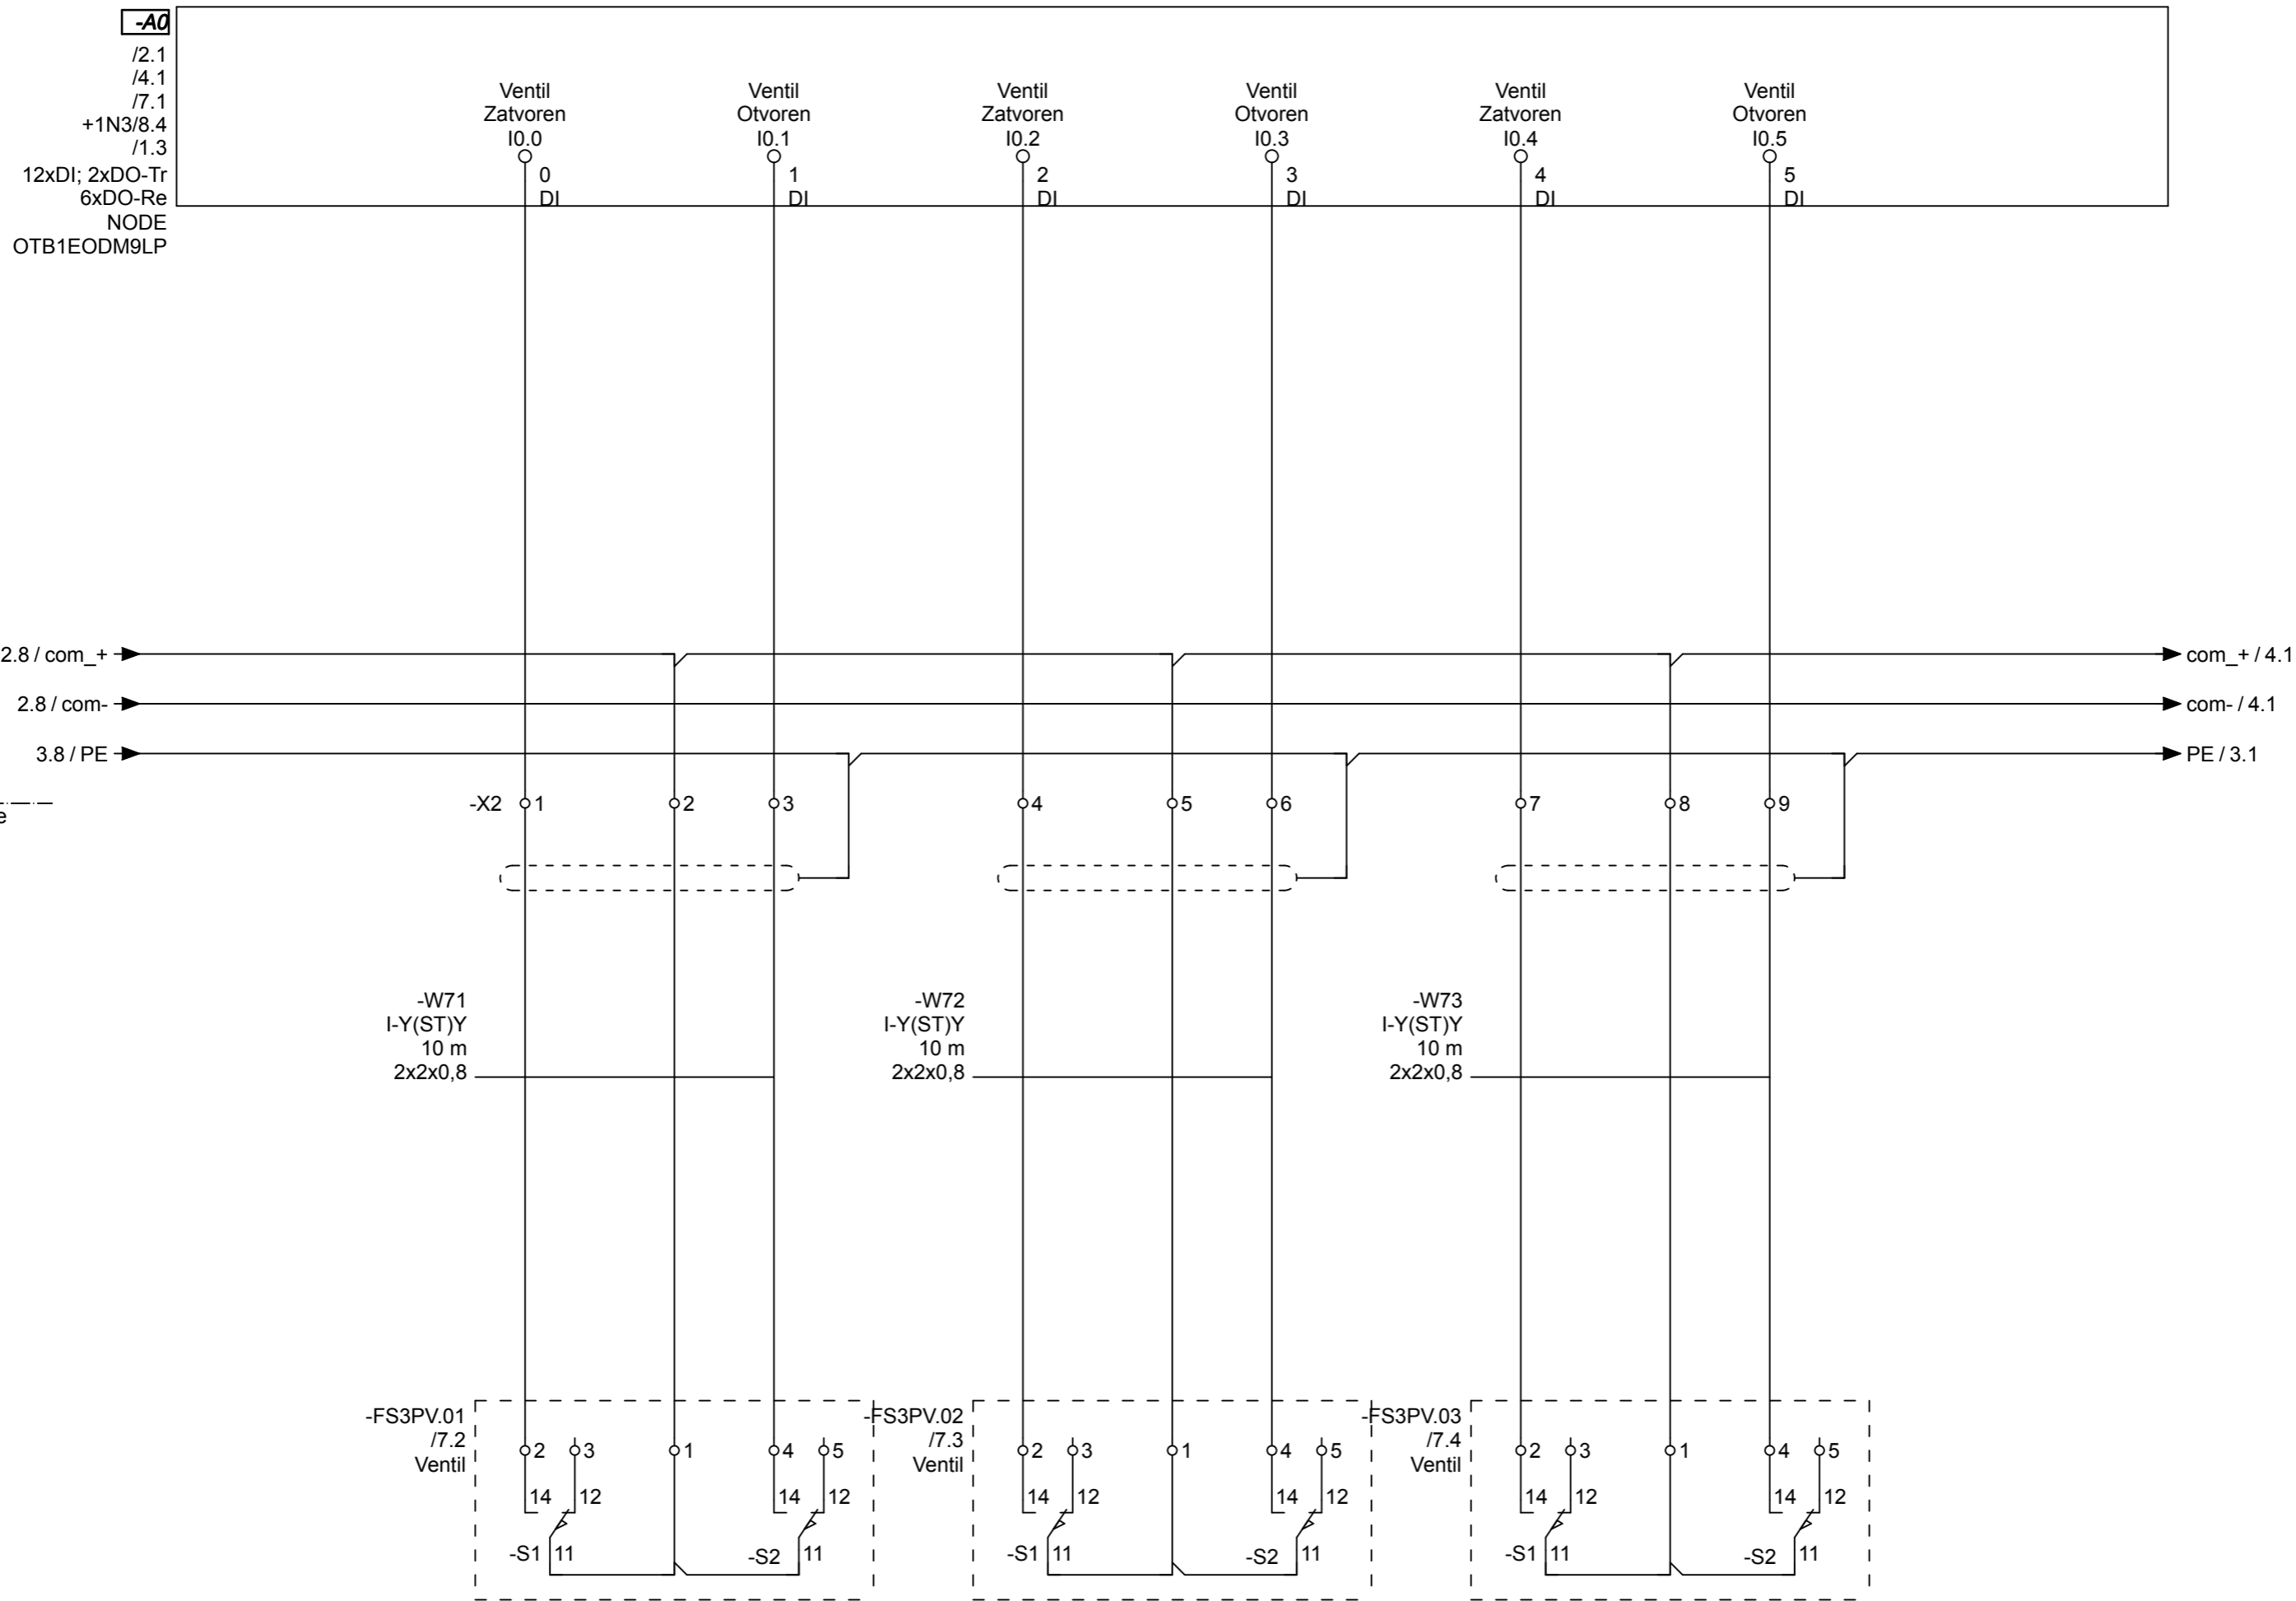 -A0
/2.1
/4.1
/7.1
+1N3/8.4
/1.3
12xDI; 2xDO-Tr
6xDO-Re
NODE
OTB1EODM9LP
Ventil Ventil Ventil Ventil Ventil Ventil
Zatvoren Otvoren Zatvoren Otvoren Zatvoren Otvoren
I0.0 I0.1 I0.2 I0.3 I0.4 I0.5
0 1 2 3 4 5
DI DI DI DI DI DI
2.8 / com_+ com_+ / 4.1
2.8 / com- com- / 4.1
3.8 / PE PE / 3.1
e
-X2 1 2 3 4 5 6 7 8 9
-W71
I-Y(ST)Y
10 m
2x2x0,8
-W72
I-Y(ST)Y
10 m
2x2x0,8
-W73
I-Y(ST)Y
10 m
2x2x0,8
-FS3PV.01
/7.2
Ventil
2 3 1 4 5
14 12 14 12
-S1 11 -S2 11
-FS3PV.02
/7.3
Ventil
2 3 1 4 5
14 12 14 12
-S1 11 -S2 11
-FS3PV.03
/7.4
Ventil
2 3 1 4 5
14 12 14 12
-S1 11 -S2 11